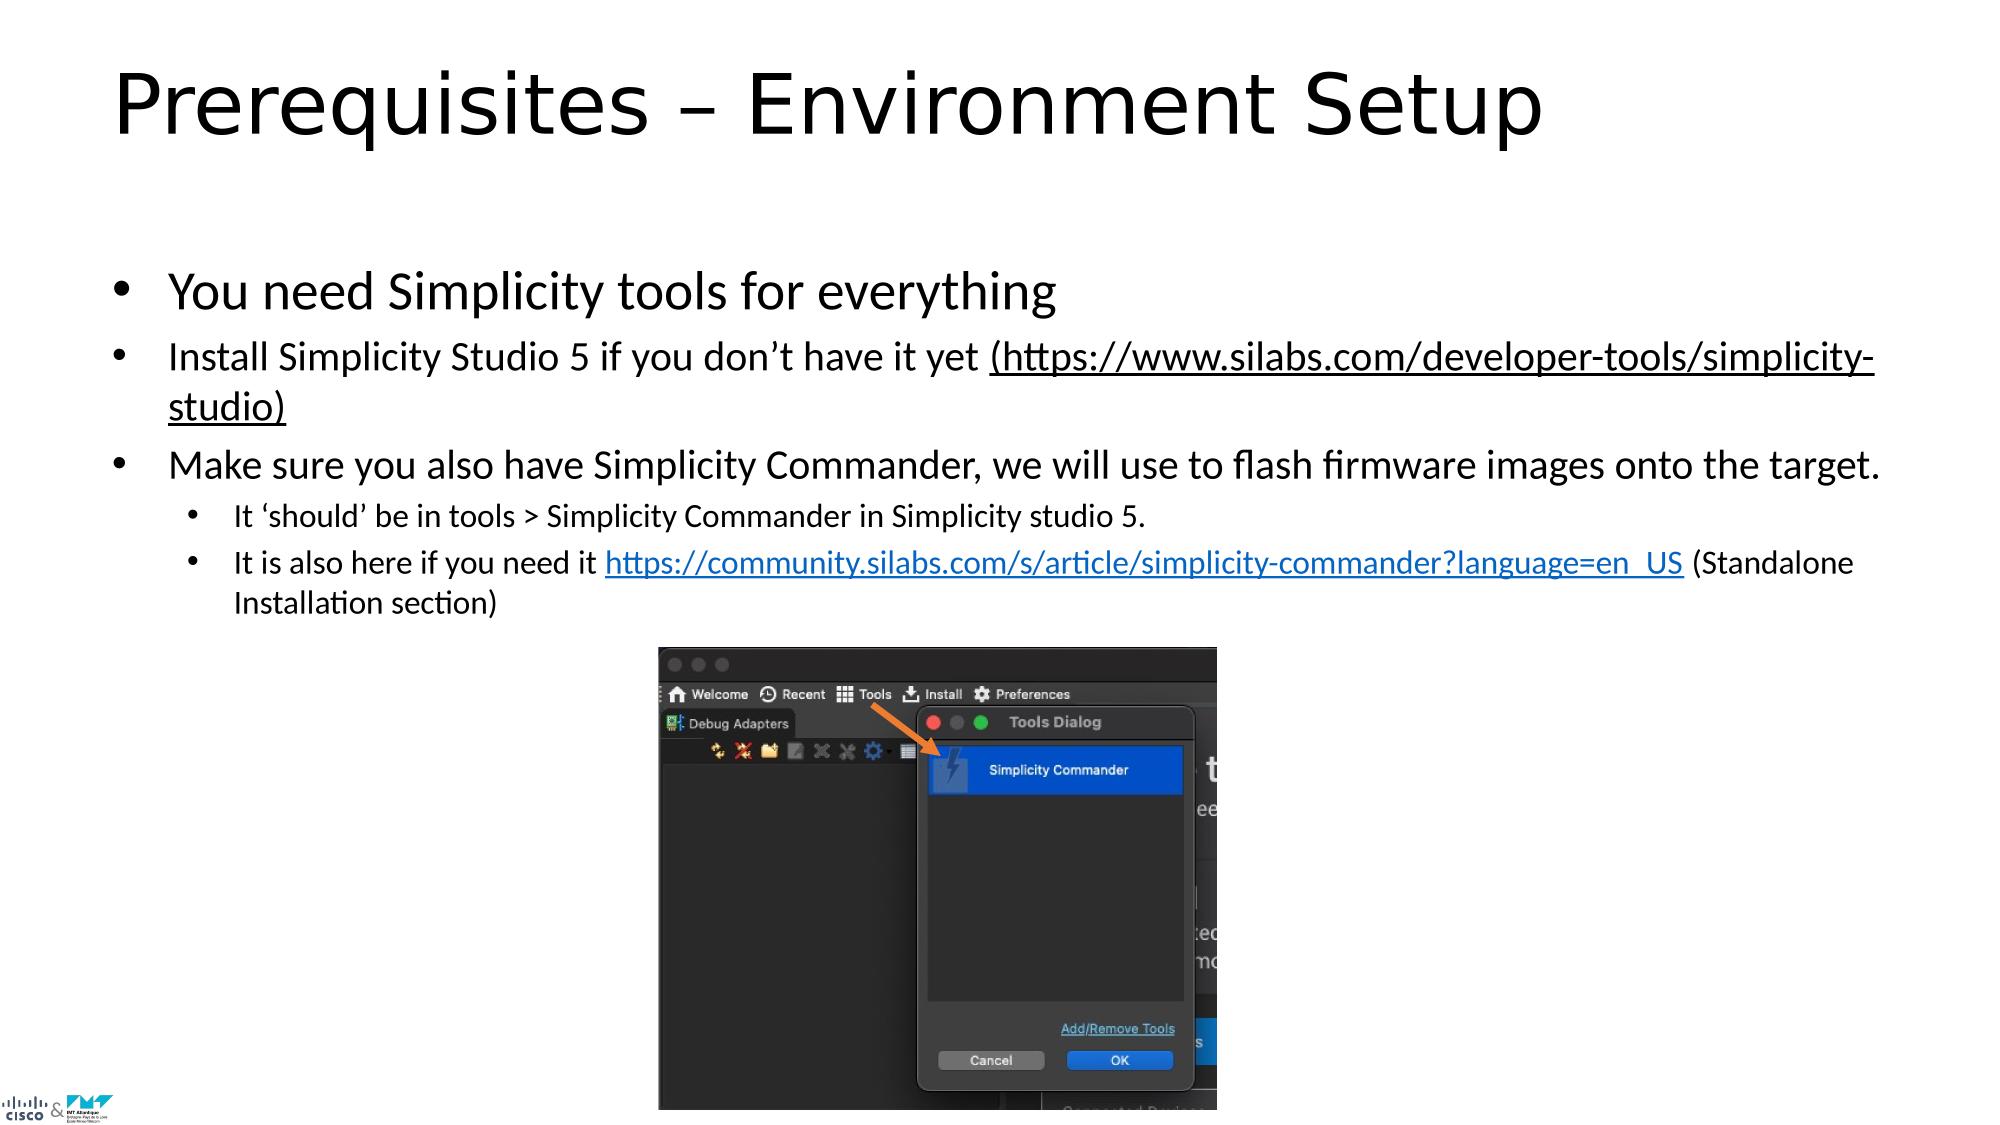 Prerequisites – Environment Setup
• You need Simplicity tools for everything
• Install Simplicity Studio 5 if you don’t have it yet (https://www.silabs.com/developer-tools/simplicity-
studio)
• Make sure you also have Simplicity Commander, we will use to flash firmware images onto the target.
• It ‘should’ be in tools > Simplicity Commander in Simplicity studio 5.
• It is also here if you need it https://community.silabs.com/s/article/simplicity-commander?language=en_US (Standalone
Installation section)
Welcome Recent Tools Install Preferences
Debug Adapters
Tools Dialog
Simplicity Commander
Add/Remove Tools
Cancel OK
CISCO & IMT Atlantique